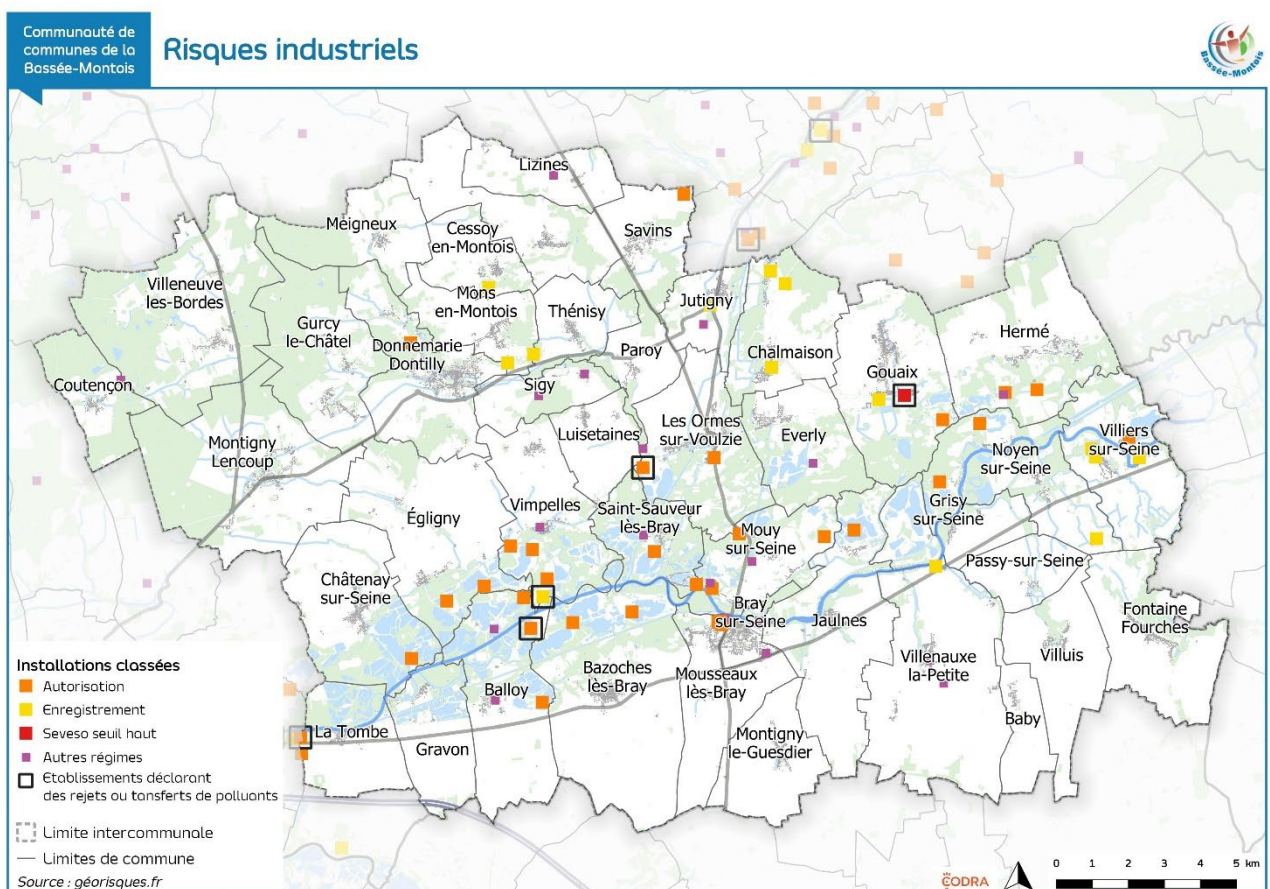 Communauté de
communes de la
Bassée-Montois
Risques industriels
Bassée-Montois
Lizines
Meigneux
Cessoy
en-Montois
Savins
Villeneuve
les-Bordes
Mons
en-Montois
Thénisy
Jutigny
Gurcy
le-Châtel
Donnemarie
Dontilly
Paroy
Chalmaison
Hermé
Gouaix
Coutençon
Sigy
Luisetaines
Les Ormes
sur-Voulzie
Everly
Villiers
sur-Seine
Montigny
Lencoup
Noyen
sur-Seine
Égligny
Vimpelles
Saint-Sauveur
lès-Bray
Mouy
sur-Seine
Grisy
sur-Seine
Passy-sur-Seine
Châtenay
sur-Seine
Bray
sur-Seine
Jaulnes
Fontaine
Fourches
Installations classées
Autorisation
Enregistrement
Seveso seuil haut
Autres régimes
Etablissements déclarant
des rejets ou tansferts de polluants
Limite intercommunale
Limites de commune
Source : géorisques.fr
Balloy
Bazoches
lès-Bray
Mousseaux
lès-Bray
Villenauxe
la-Petite
Villuis
La Tombe
Gravon
Montigny
le-Guesdier
Baby
CODRA
0 1 2 3 4 5 km